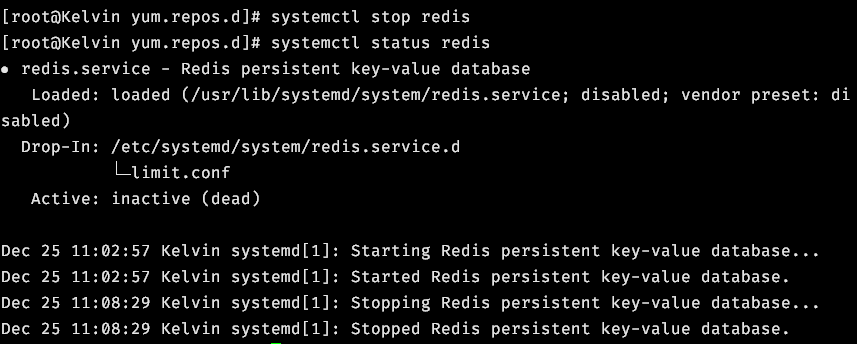 [root@Kelvin yum.repos.d]# systemctl stop redis
[root@Kelvin yum.repos.d]# systemctl status redis
● redis.service - Redis persistent key-value database
   Loaded: loaded (/usr/lib/systemd/system/redis.service; disabled; vendor preset: di
sabled)
  Drop-In: /etc/systemd/system/redis.service.d
           └─limit.conf
   Active: inactive (dead)

Dec 25 11:02:57 Kelvin systemd[1]: Starting Redis persistent key-value database...
Dec 25 11:02:57 Kelvin systemd[1]: Started Redis persistent key-value database.
Dec 25 11:08:29 Kelvin systemd[1]: Stopping Redis persistent key-value database...
Dec 25 11:08:29 Kelvin systemd[1]: Stopped Redis persistent key-value database.